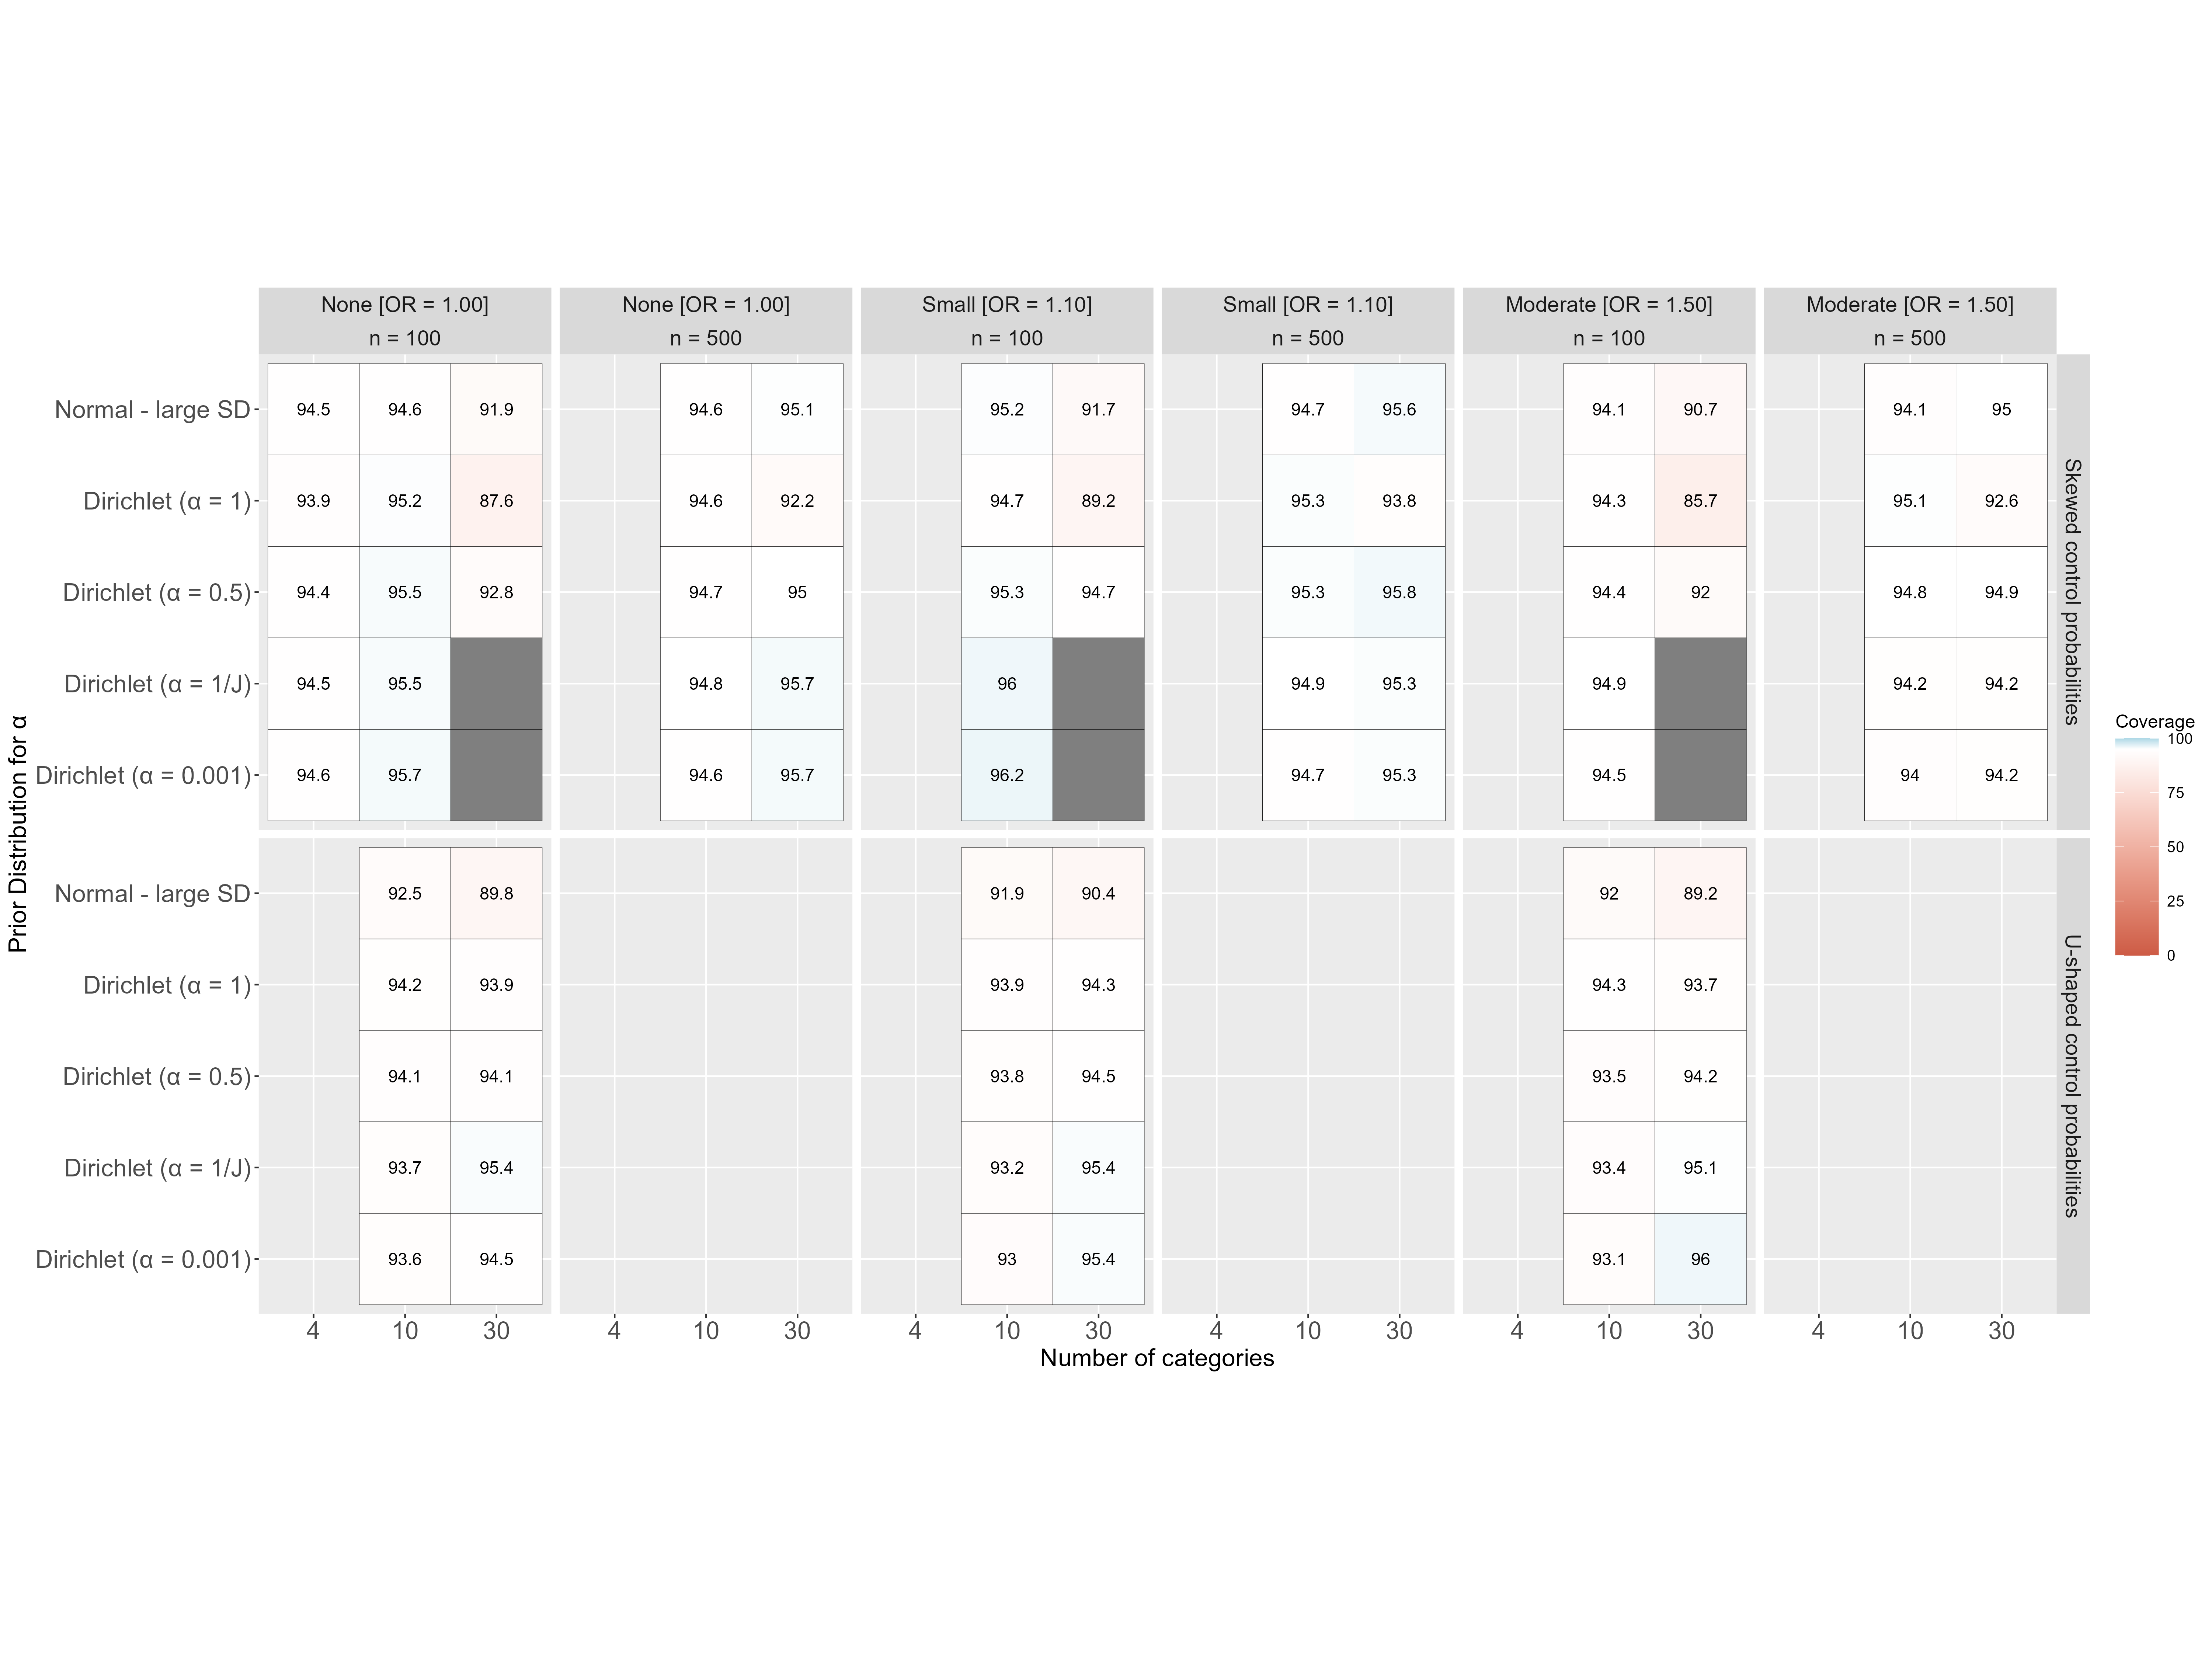 None [OR = 1.00] None [OR = 1.00] Small [OR = 1.10] Small [OR = 1.10] Moderate [OR = 1.50] Moderate [OR = 1.50]
n = 100 n = 500 n = 100 n = 500 n = 100 n = 500
Normal - large SD 94.5 94.6 91.9 94.6 95.1 95.2 91.7 94.7 95.6 94.1 90.7 94.1 95
Dirichlet (α = 1) 93.9 95.2 87.6 94.6 92.2 94.7 89.2 95.3 93.8 94.3 85.7 95.1 92.6
Dirichlet (α = 0.5) 94.4 95.5 92.8 94.7 95 95.3 94.7 95.3 95.8 94.4 92 94.8 94.9
Dirichlet (α = 1/J) 94.5 95.5 94.8 95.7 96 94.9 95.3 94.9 94.2 94.2
Dirichlet (α = 0.001) 94.6 95.7 94.6 95.7 96.2 94.7 95.3 94.5 94 94.2
Skewed control probabilities
Normal - large SD 92.5 89.8 91.9 90.4 92 89.2
Dirichlet (α = 1) 94.2 93.9 93.9 94.3 94.3 93.7
Dirichlet (α = 0.5) 94.1 94.1 93.8 94.5 93.5 94.2
Dirichlet (α = 1/J) 93.7 95.4 93.2 95.4 93.4 95.1
Dirichlet (α = 0.001) 93.6 94.5 93 95.4 93.1 96
U-shaped control probabilities
4 10 30 4 10 30 4 10 30 4 10 30 4 10 30 4 10 30
Number of categories
Prior Distribution for α
Coverage
100
75
50
25
0